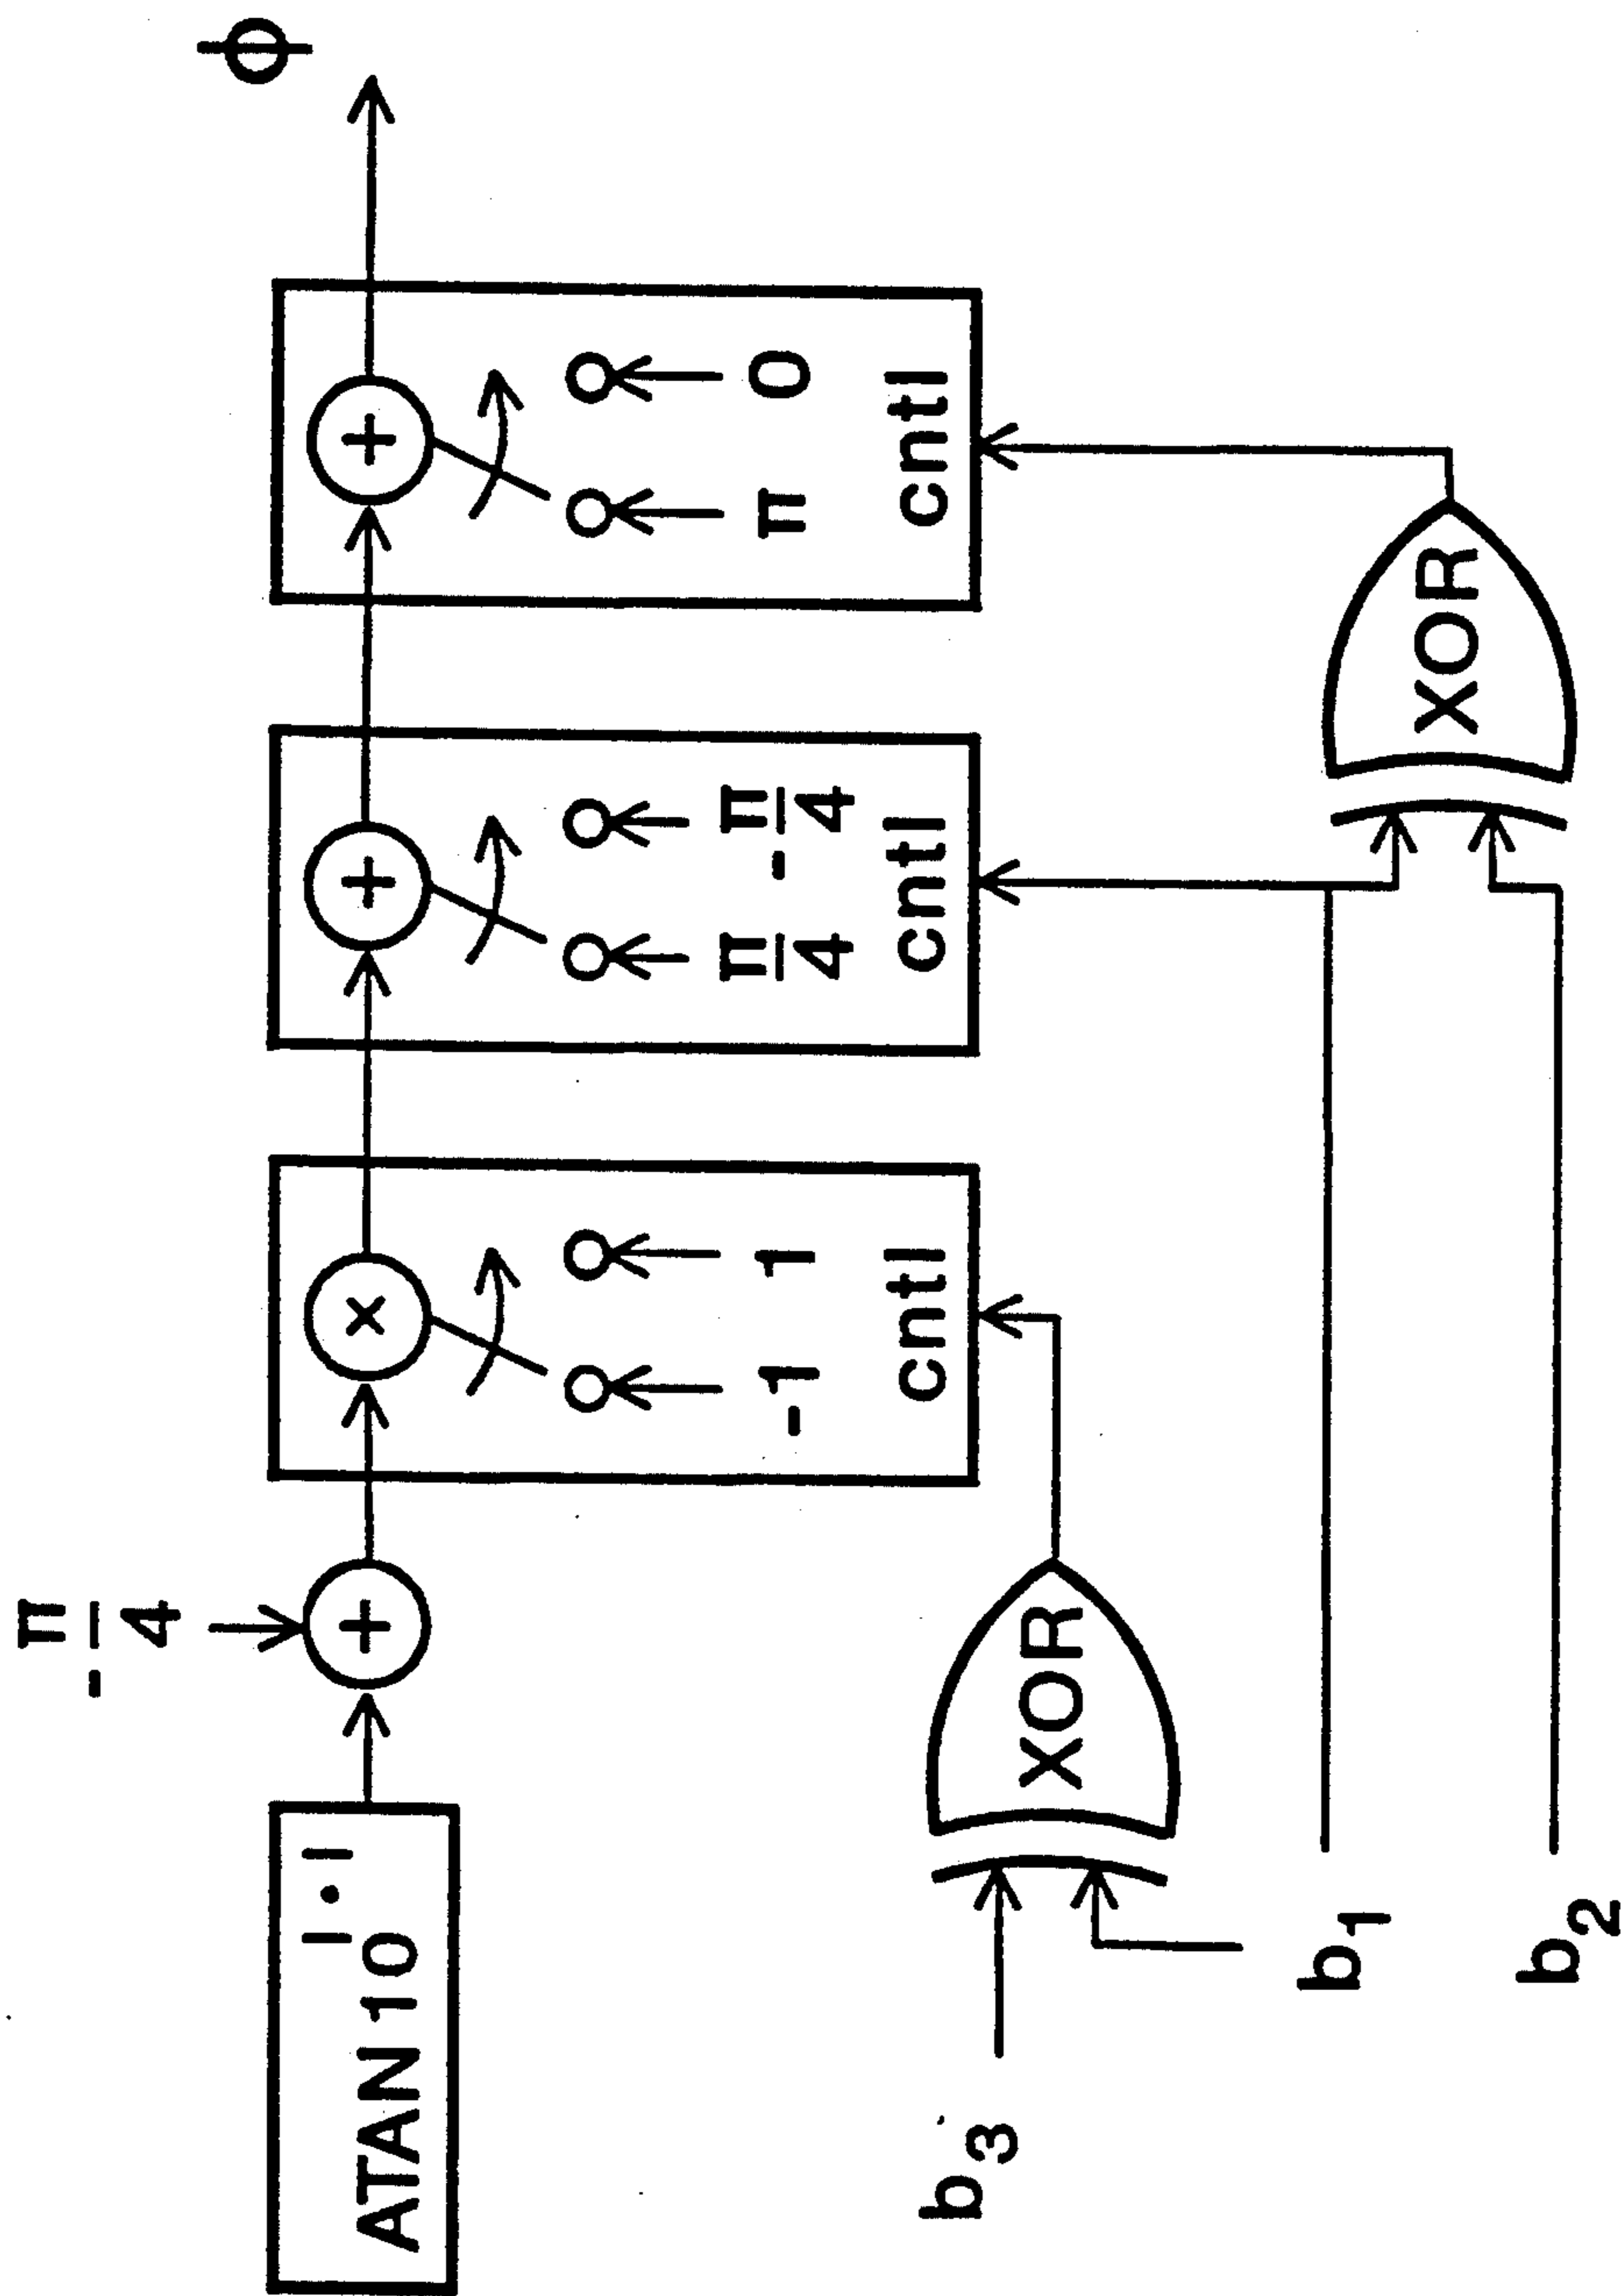 -π/4
ATAN 10^|·|
+
×
-1
1
cntl
+
π/4
-π/4
cntl
+
π
0
cntl
ϕ
b3
XOR
b1
b2
XOR